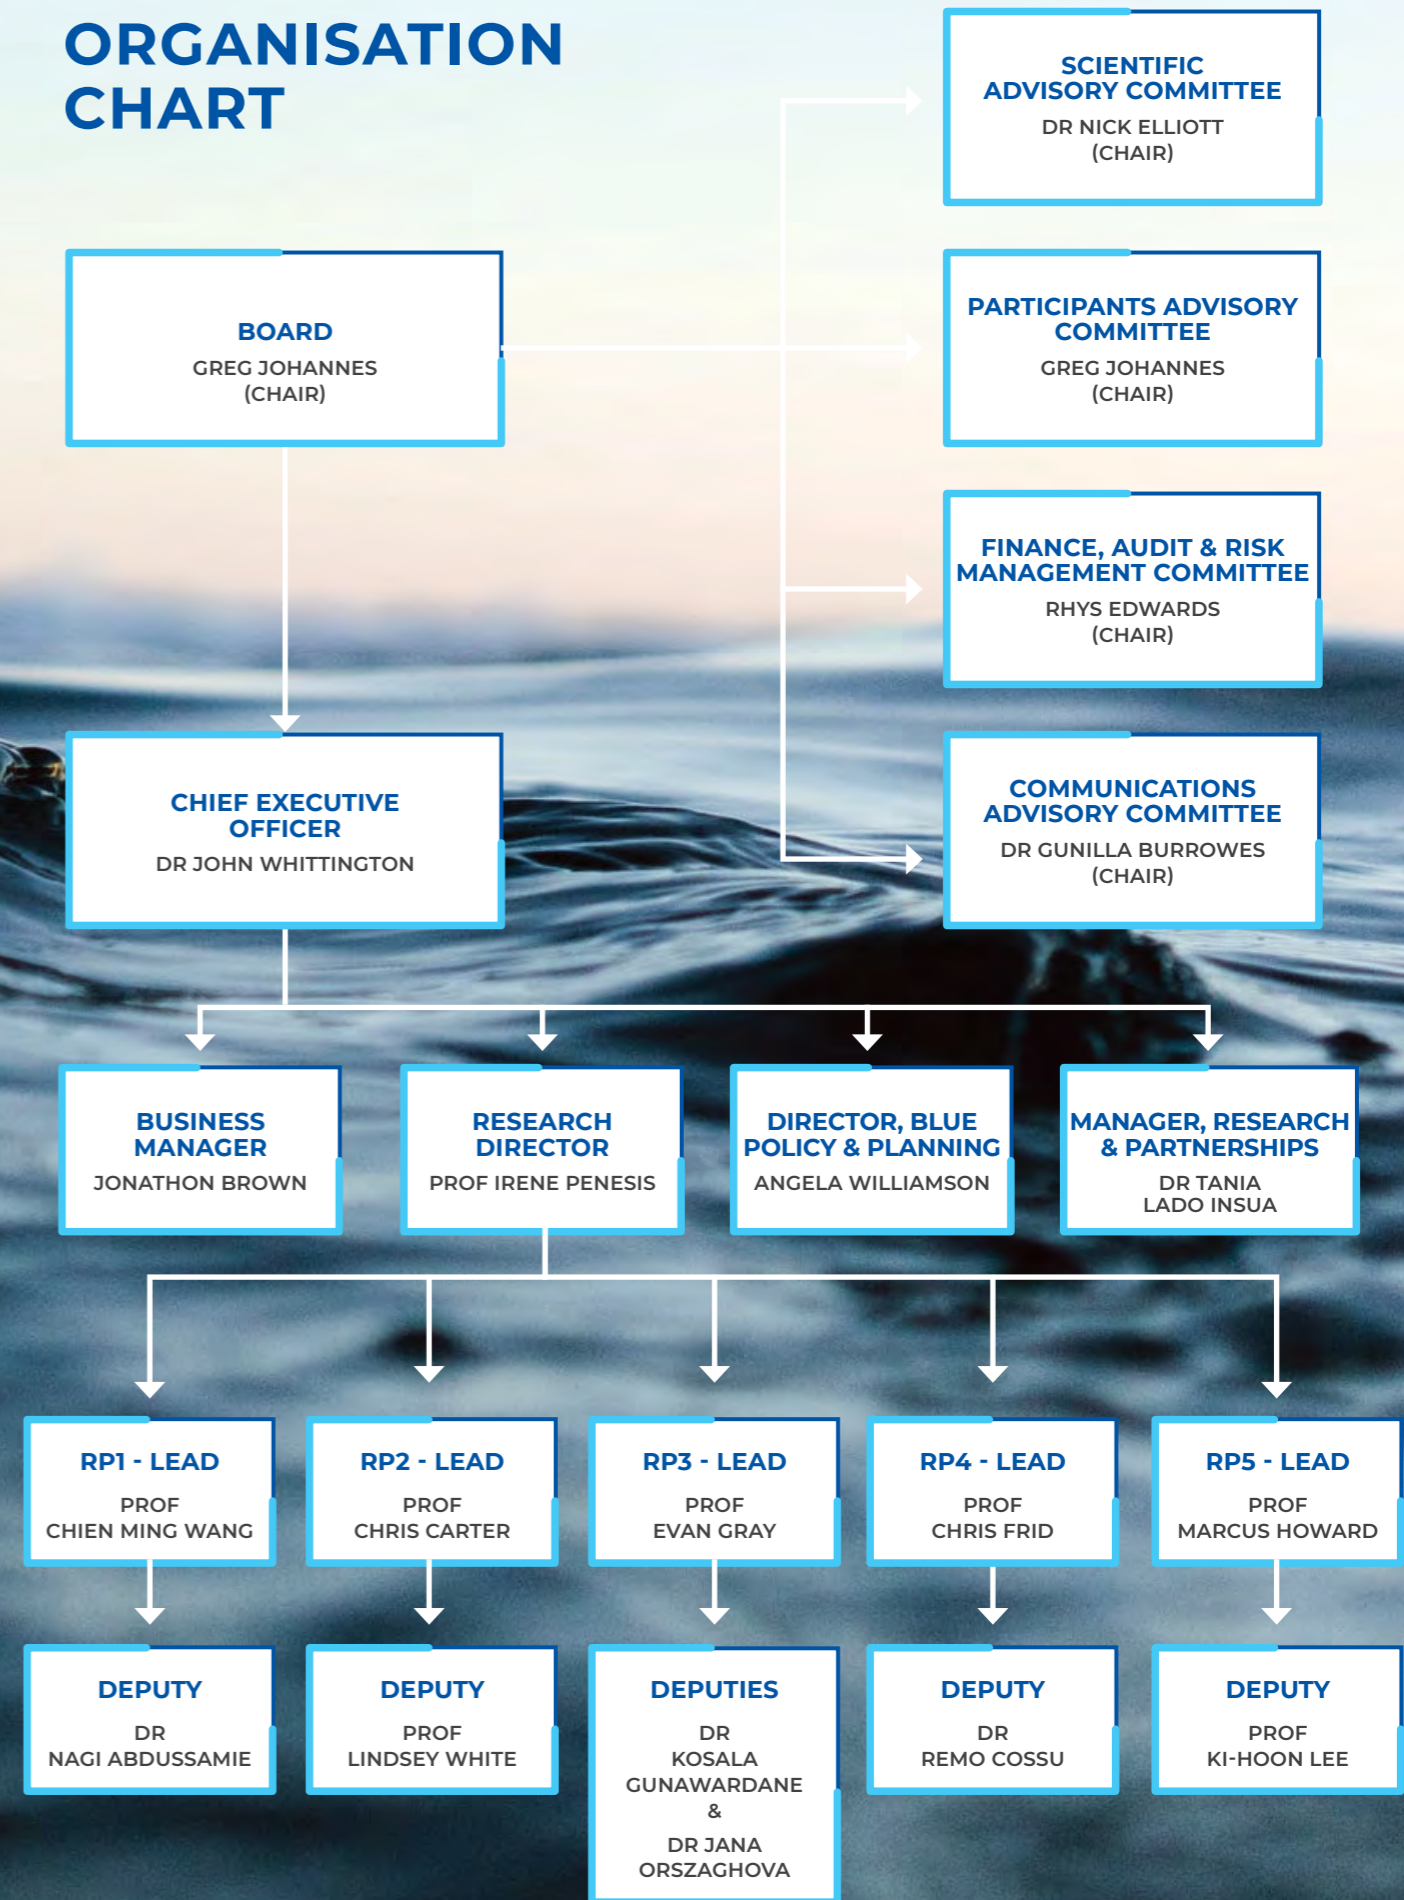 ORGANISATION
CHART
SCIENTIFIC
ADVISORY COMMITTEE
DR NICK ELLIOTT
(CHAIR)
BOARD
GREG JOHANNES
(CHAIR)
PARTICIPANTS ADVISORY
COMMITTEE
GREG JOHANNES
(CHAIR)
FINANCE, AUDIT & RISK
MANAGEMENT COMMITTEE
RHYS EDWARDS
(CHAIR)
CHIEF EXECUTIVE
OFFICER
DR JOHN WHITTINGTON
COMMUNICATIONS
ADVISORY COMMITTEE
DR GUNILLA BURROWES
(CHAIR)
BUSINESS
MANAGER
JONATHON BROWN
RESEARCH
DIRECTOR
PROF IRENE PENESIS
DIRECTOR, BLUE
POLICY & PLANNING
ANGELA WILLIAMSON
MANAGER, RESEARCH
& PARTNERSHIPS
DR TANIA
LADO INSUA
RP1 - LEAD
PROF
CHIEN MING WANG
RP2 - LEAD
PROF
CHRIS CARTER
RP3 - LEAD
PROF
EVAN GRAY
RP4 - LEAD
PROF
CHRIS FRID
RP5 - LEAD
PROF
MARCUS HOWARD
DEPUTY
DR
NAGI ABDUSSAMIE
DEPUTY
PROF
LINDSEY WHITE
DEPUTIES
DR
KOSALA
GUNAWARDANE
&
DR JANA
ORSZAGHOVA
DEPUTY
DR
REMO COSSU
DEPUTY
PROF
KI-HOON LEE